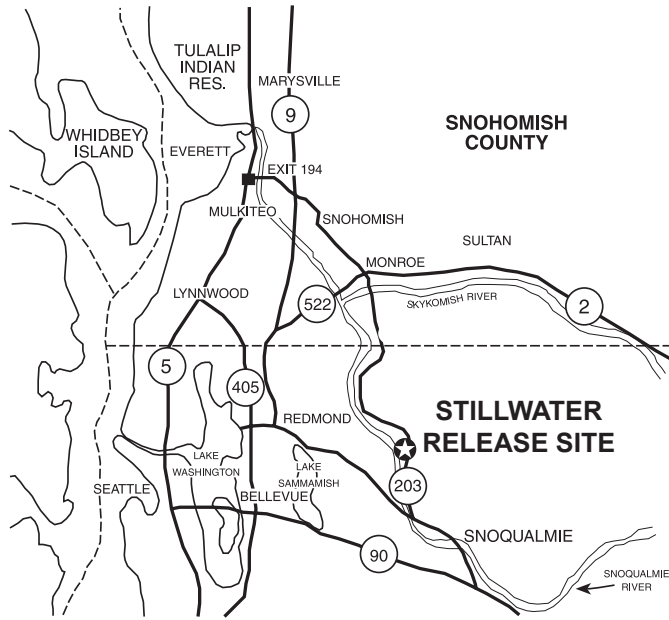 TULALIP
INDIAN
RES.
MARYSVILLE
9
SNOHOMISH
COUNTY
WHIDBEY
ISLAND
EVERETT
EXIT 194
MULKITEO
SNOHOMISH
SULTAN
MONROE
LYNNWOOD
522
SKYKOMISH RIVER
2
5
405
REDMOND
STILLWATER
RELEASE SITE
LAKE
WASHINGTON
LAKE
SAMMAMISH
SEATTLE
BELLEVUE
203
SNOQUALMIE
90
SNOQUALMIE
RIVER